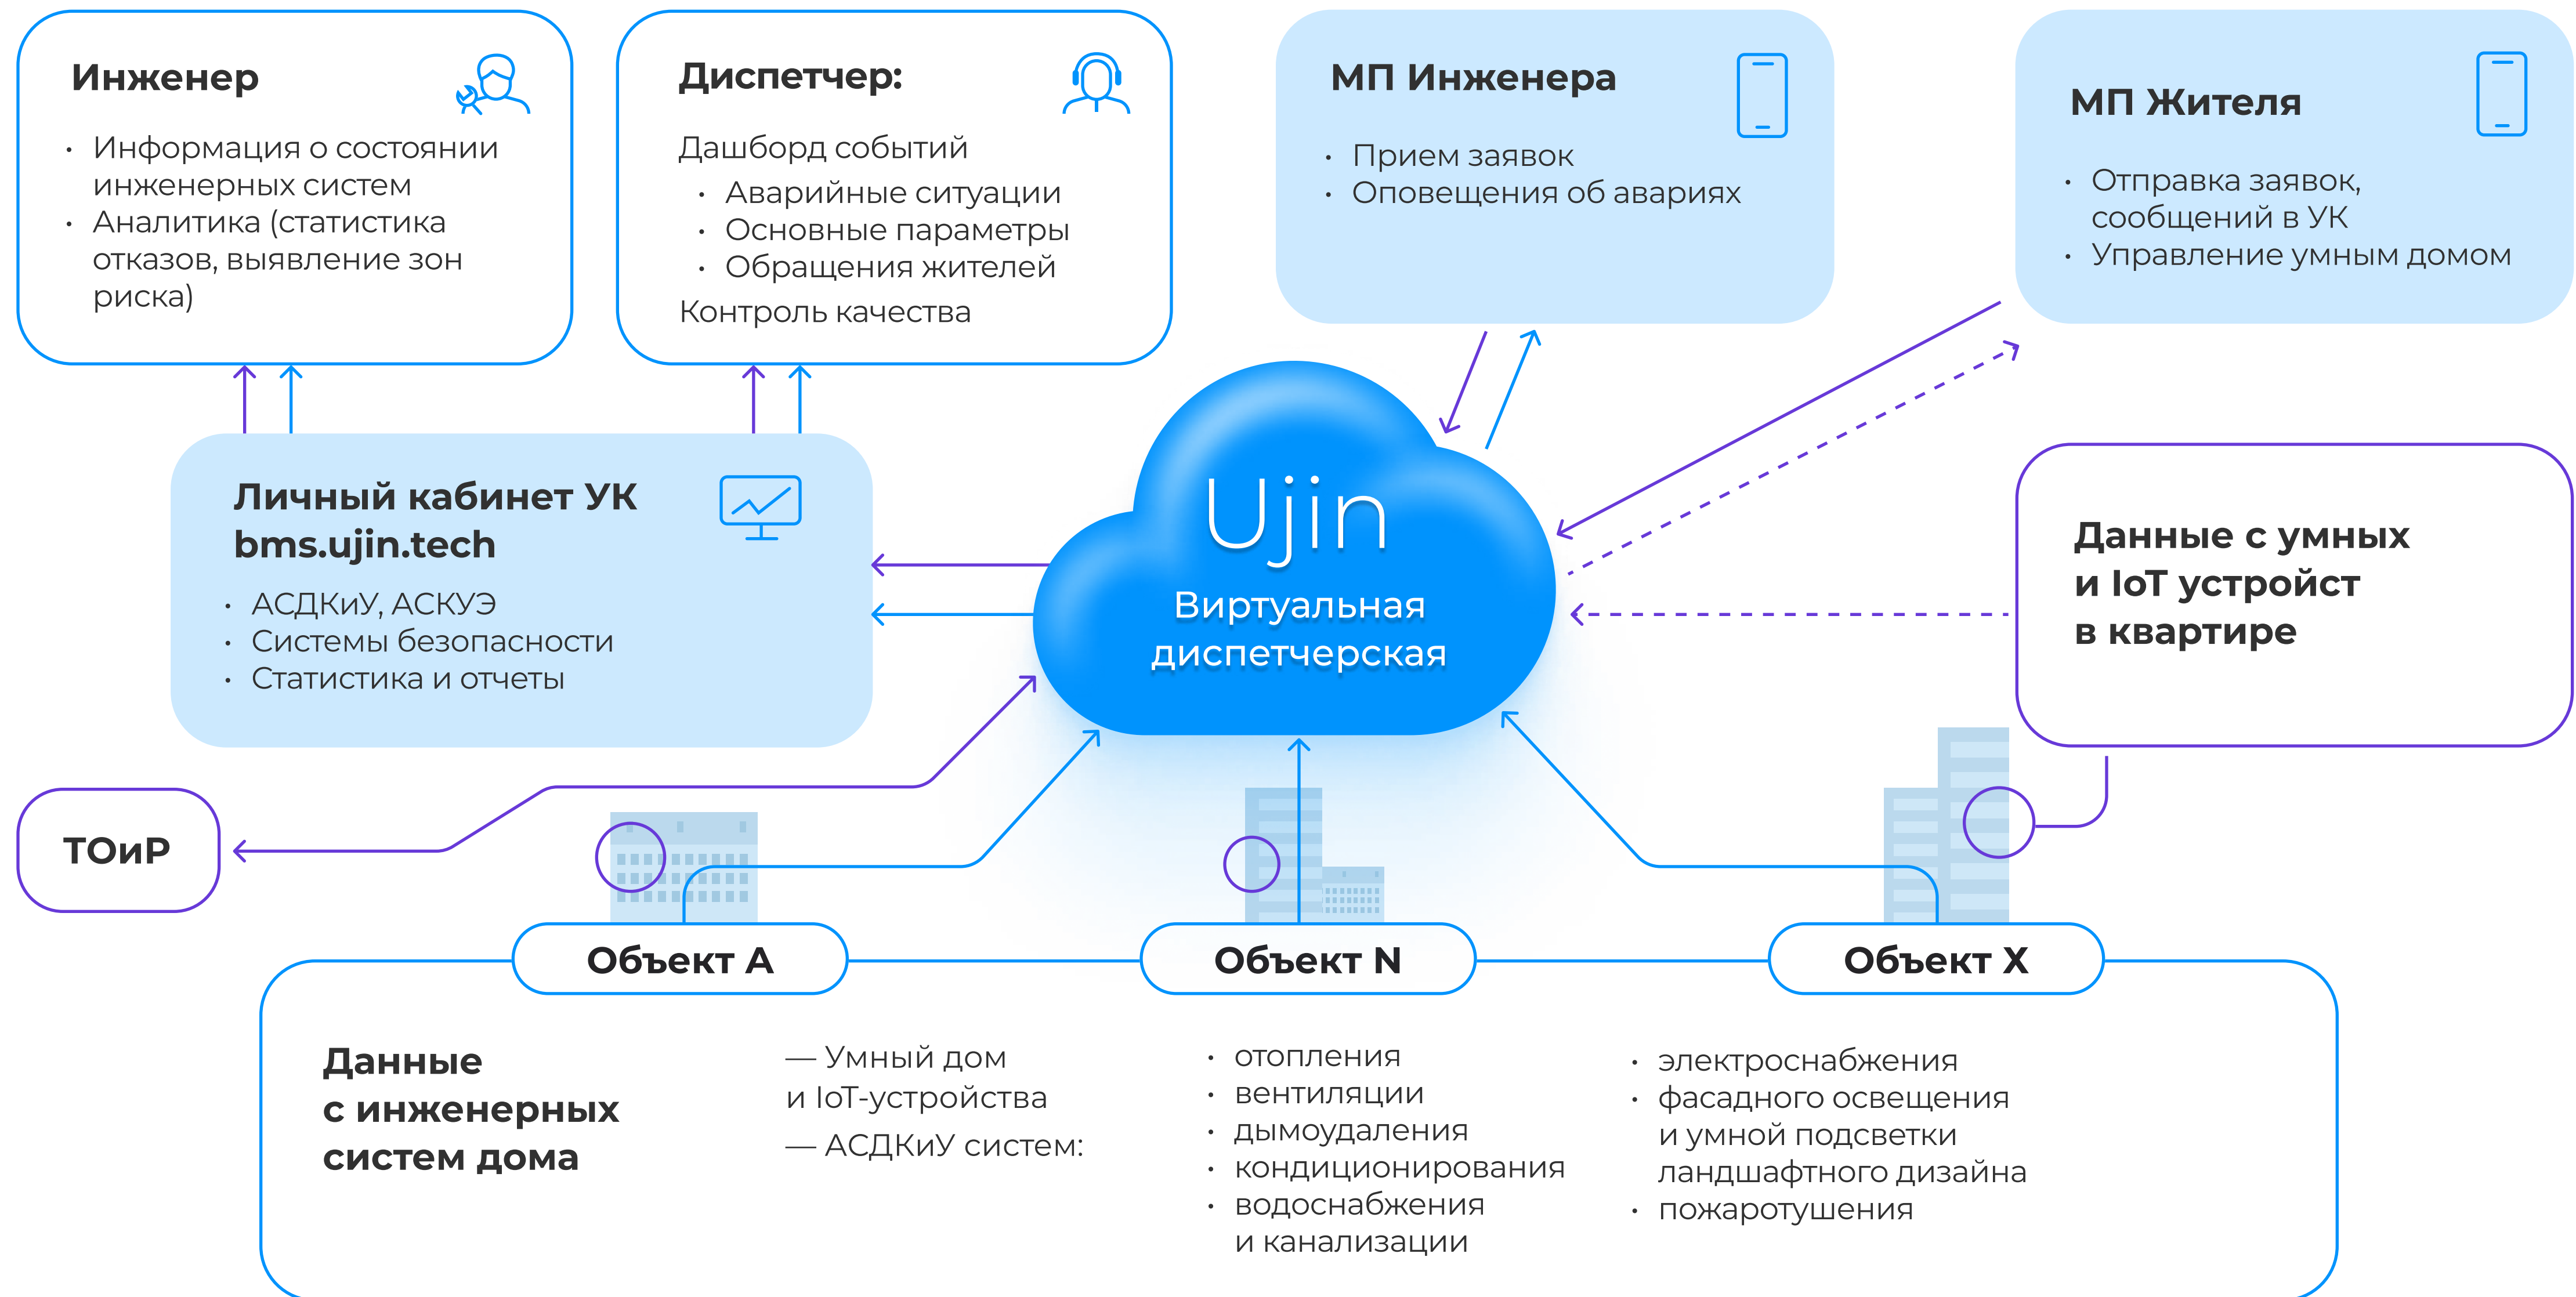 Инженер
• Информация о состоянии
инженерных систем
• Аналитика (статистика
отказов, выявление зон
риска)
Диспетчер:
Дашборд событий
• Аварийные ситуации
• Основные параметры
• Обращения жителей
Контроль качества
МП Инженера
• Прием заявок
• Оповещения об авариях
МП Жителя
• Отправка заявок,
сообщений в УК
• Управление умным домом
Личный кабинет УК
bms.ujin.tech
• АСДКиУ, АСКУЭ
• Системы безопасности
• Статистика и отчеты
Ujin
Виртуальная
диспетчерская
Данные с умных
и IoT устройст
в квартире
ТОиР
Объект A
Объект N
Объект X
Данные
с инженерных
систем дома
— Умный дом
и IoT-устройства
— АСДКиУ систем:
• отопления
• вентиляции
• дымоудаления
• кондиционирования
• водоснабжения
и канализации
• электроснабжения
• фасадного освещения
и умной подсветки
ландшафтного дизайна
• пожаротушения